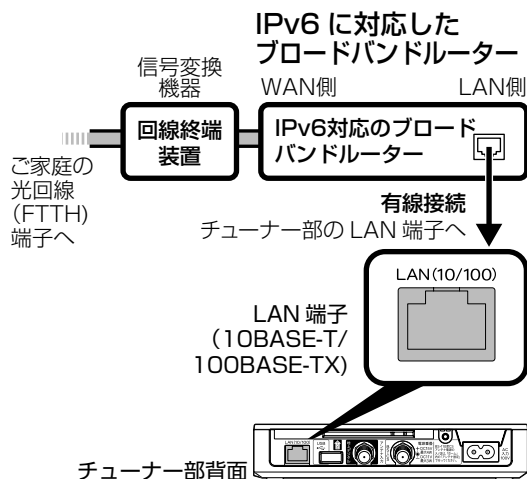 IPv6 に対応した
ブロードバンドルーター
信号変換
機器
WAN側
LAN側
回線終端
装置
IPv6対応のブロード
バンドルーター
ご家庭の
光回線
(FTTH)
端子へ
有線接続
チューナー部の LAN 端子へ
LAN(10/100)
LAN 端子
(10BASE-T/
100BASE-TX)
LAN(10/100)
USB
チューナー部背面